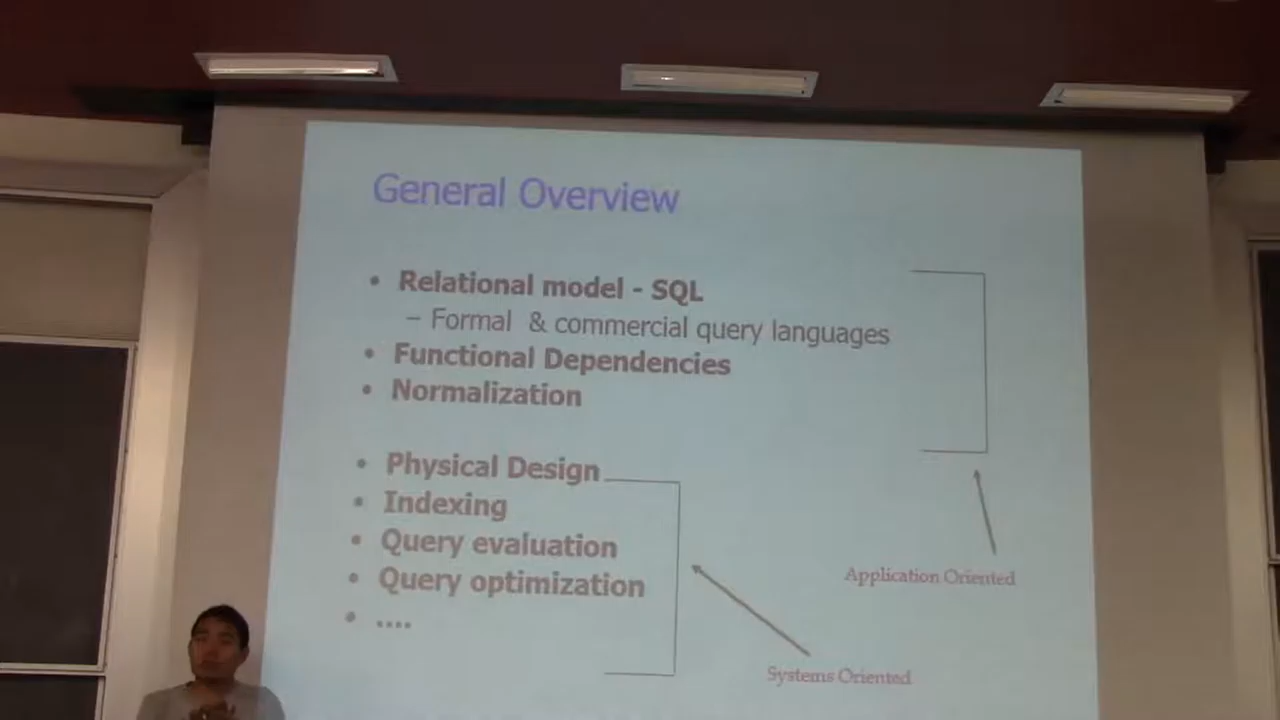 General Overview
• Relational model - SQL
– Formal & commercial query languages
• Functional Dependencies
• Normalization
• Physical Design
• Indexing
• Query evaluation
• Query optimization
• ....
Application Oriented
Systems Oriented